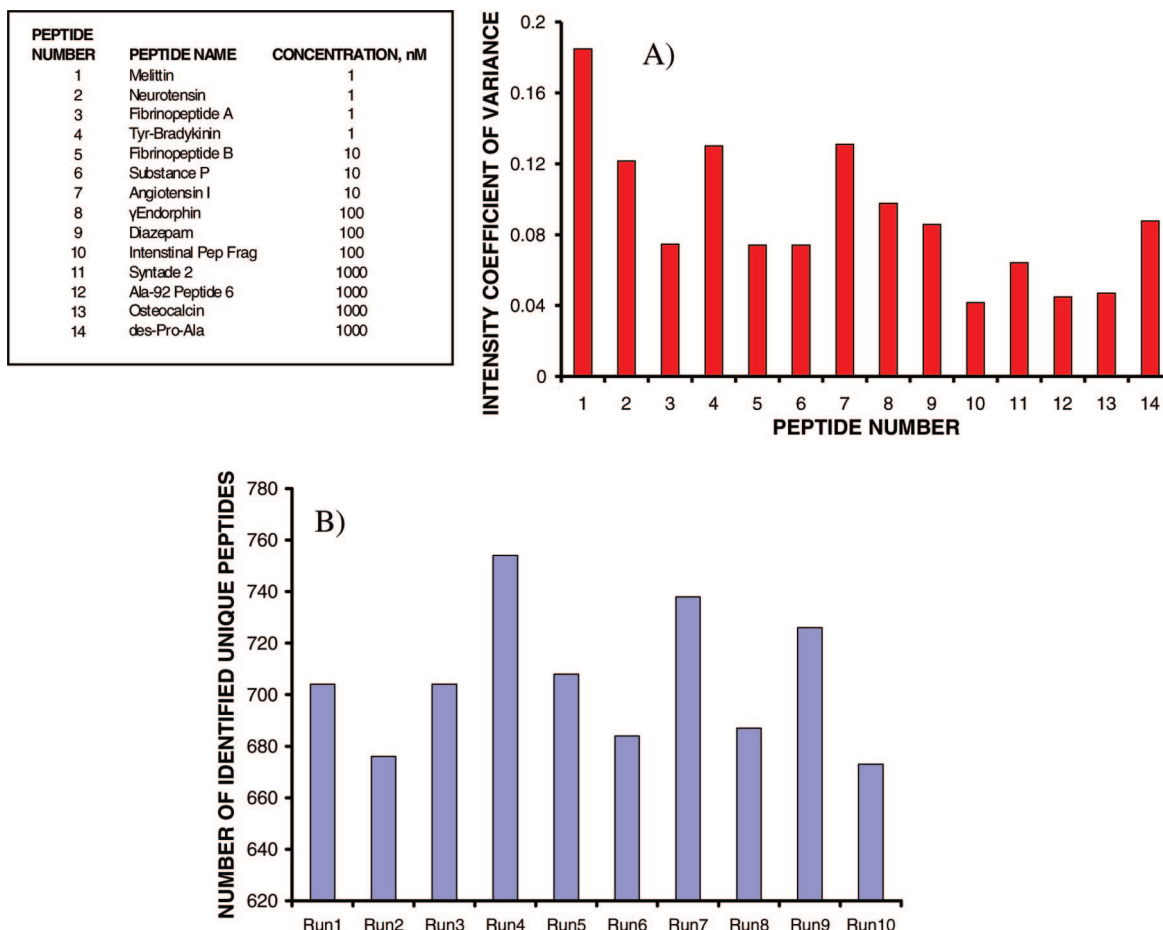 PEPTIDE
NUMBER PEPTIDE NAME CONCENTRATION, nM
1 Melittin 1
2 Neurotensin 1
3 Fibrinopeptide A 1
4 Tyr-Bradykinin 1
5 Fibrinopeptide B 10
6 Substance P 10
7 Angiotensin I 10
8 γEndorphin 100
9 Diazepam 100
10 Intenstinal Pep Frag 100
11 Syntade 2 1000
12 Ala-92 Peptide 6 1000
13 Osteocalcin 1000
14 des-Pro-Ala 1000
A)
INTENSITY COEFFICIENT OF VARIANCE
0.2
0.16
0.12
0.08
0.04
0
1 2 3 4 5 6 7 8 9 10 11 12 13 14
PEPTIDE NUMBER
B)
NUMBER OF IDENTIFIED UNIQUE PEPTIDES
780
760
740
720
700
680
660
640
620
Run1 Run2 Run3 Run4 Run5 Run6 Run7 Run8 Run9 Run10